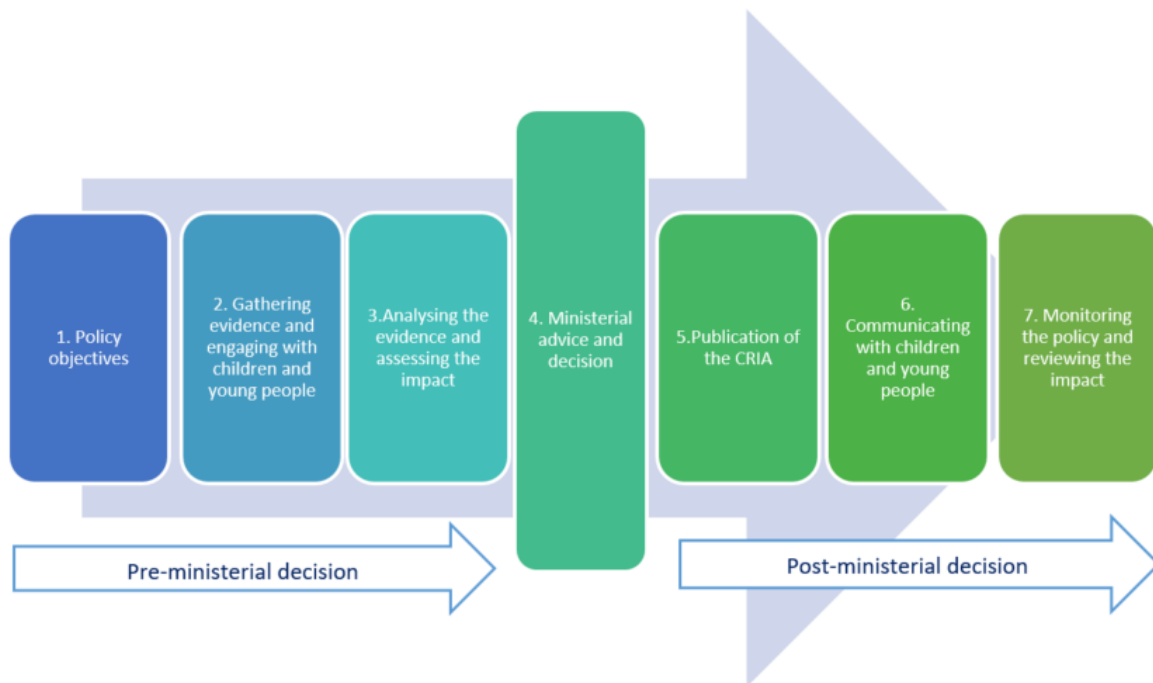 1. Policy
objectives
2. Gathering
evidence and
engaging with
children and
young people
3.Analysing the
evidence and
assessing the
impact
4. Ministerial
advice and
decision
5.Publication of
the CRIA
6.
Communicating
with children
and young
people
7. Monitoring
the policy and
reviewing the
impact
Pre-ministerial decision
Post-ministerial decision